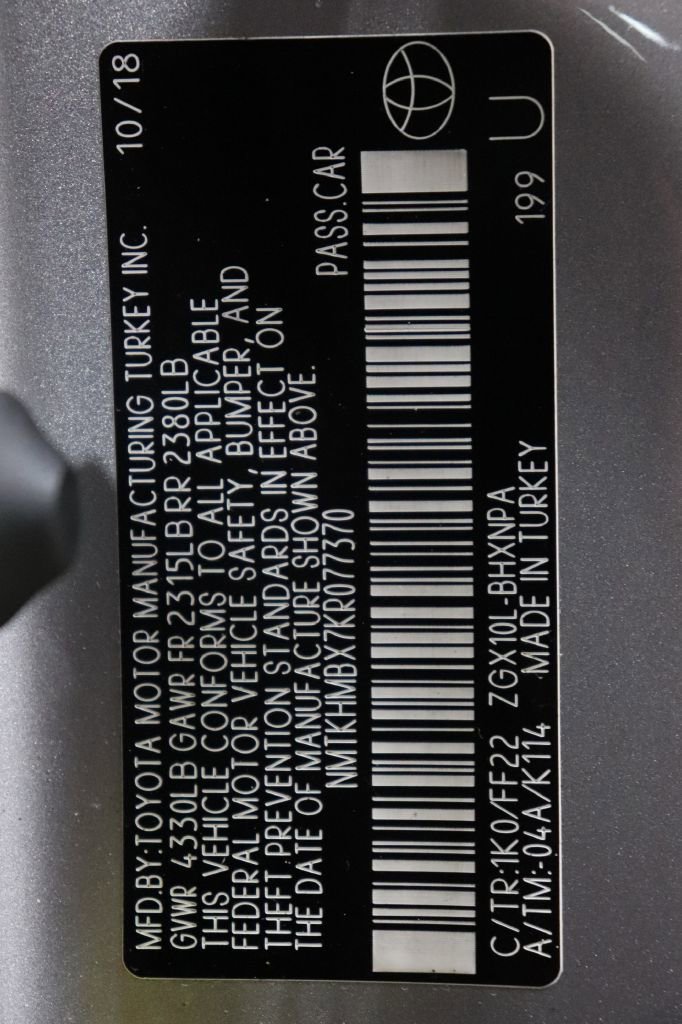 MFD.BY:TOYOTA MOTOR MANUFACTURING TURKEY INC. 10/18
GVWR 4330LB GAWR FR 2315LB RR 2380LB
THIS VEHICLE CONFORMS TO ALL APPLICABLE
FEDERAL MOTOR VEHICLE SAFETY, BUMPER, AND
THEFT PREVENTION STANDARDS IN EFFECT ON
THE DATE OF MANUFACTURE SHOWN ABOVE.
NMTKHMBX7KR077370 PASS.CAR
C/TR:1K0/FF22 ZGX10L-BHXNPA U
A/TM:-04A/K114 MADE IN TURKEY 199